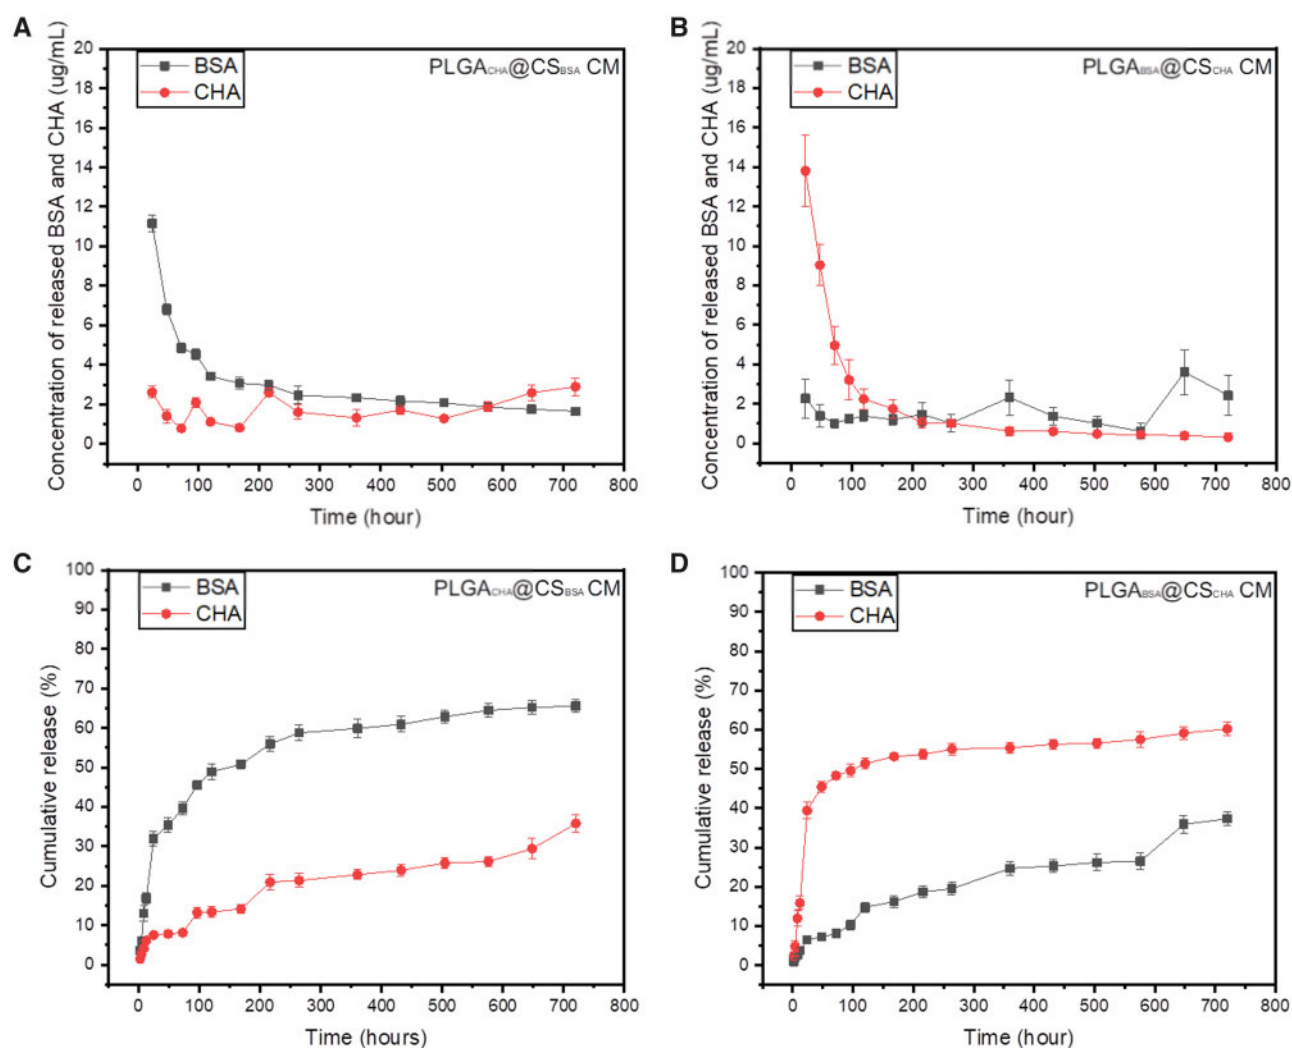 A
Concentration of released BSA and CHA (ug/mL)
20
18
16
14
12
10
8
6
4
2
0
BSA
CHA
PLGACHA@CSBSA CM
0 100 200 300 400 500 600 700 800
Time (hour)
B
Concentration of released BSA and CHA (ug/mL)
20
18
16
14
12
10
8
6
4
2
0
BSA
CHA
PLGABSA@CSCHA CM
0 100 200 300 400 500 600 700 800
Time (hour)
C
Cumulative release (%)
100
90
80
70
60
50
40
30
20
10
0
BSA
CHA
PLGACHA@CSBSA CM
0 100 200 300 400 500 600 700 800
Time (hours)
D
Cumulative release (%)
100
90
80
70
60
50
40
30
20
10
0
BSA
CHA
PLGABSA@CSCHA CM
0 100 200 300 400 500 600 700 800
Time (hour)